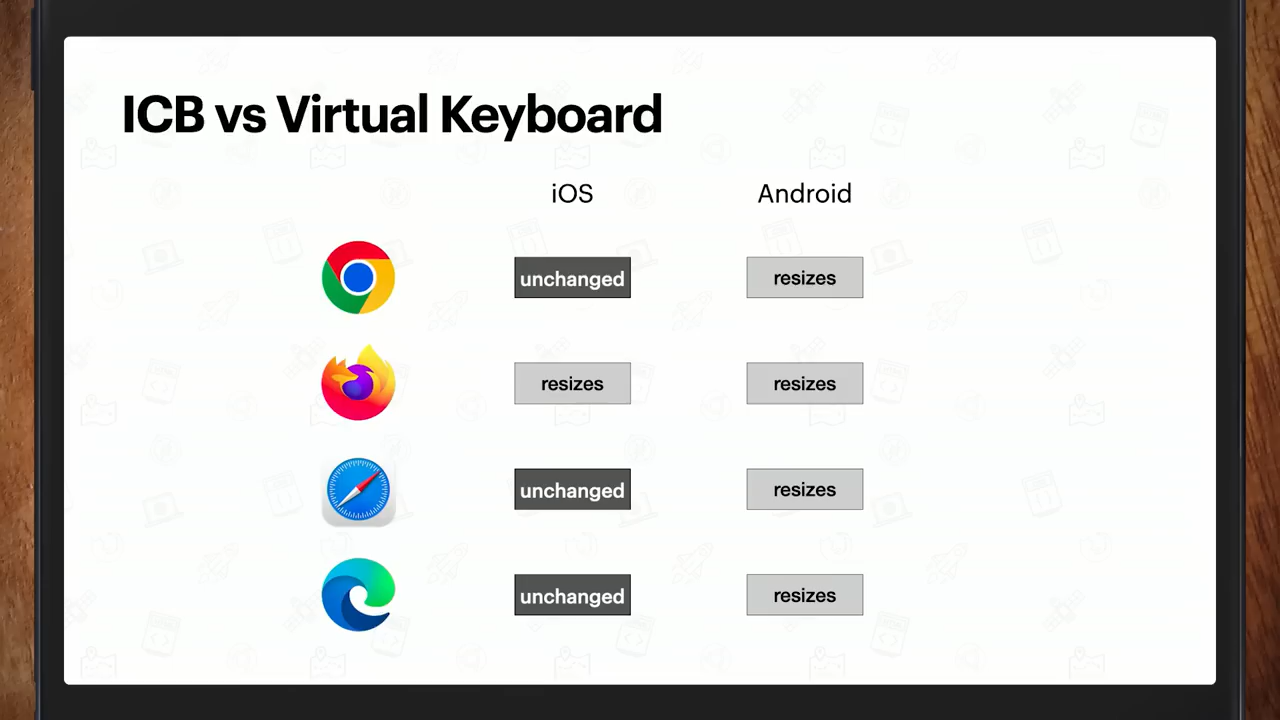 ICB vs Virtual Keyboard
iOS Android
unchanged resizes
resizes resizes
unchanged resizes
unchanged resizes